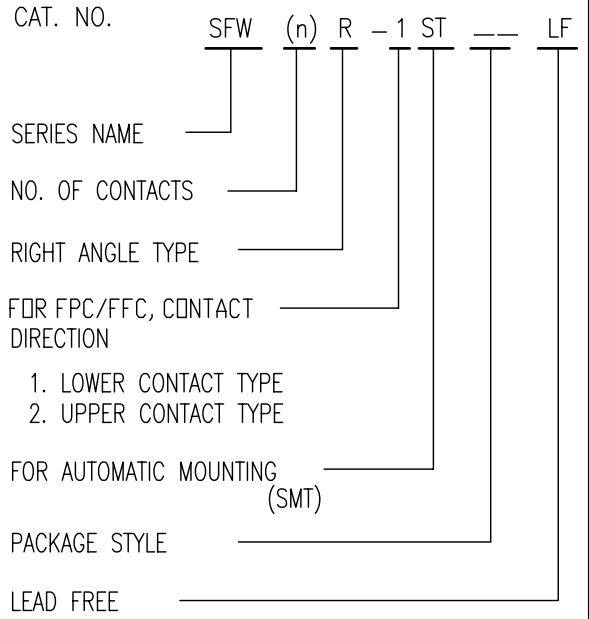 CAT. NO.
SFW (n) R - 1 ST __ LF
SERIES NAME
NO. OF CONTACTS
RIGHT ANGLE TYPE
FOR FPC/FFC, CONTACT
DIRECTION
1. LOWER CONTACT TYPE
2. UPPER CONTACT TYPE
FOR AUTOMATIC MOUNTING
(SMT)
PACKAGE STYLE
LEAD FREE